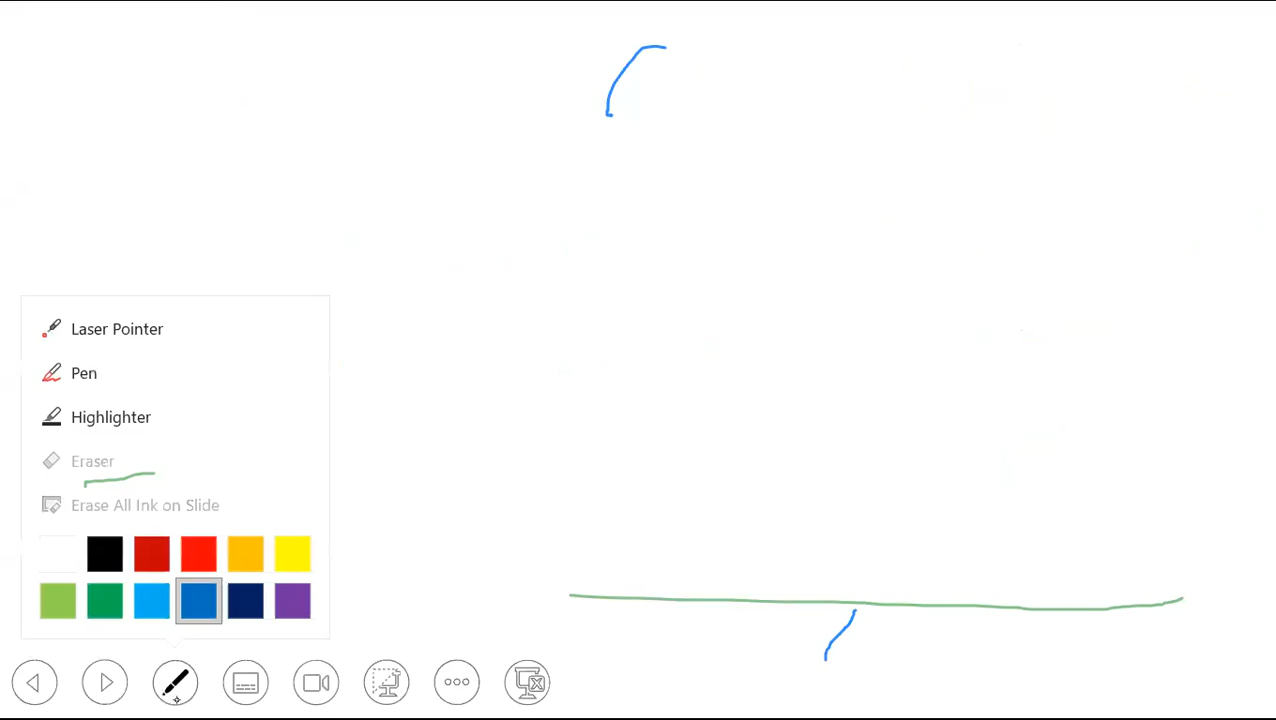 Laser Pointer
Pen
Highlighter
Eraser
Erase All Ink on Slide